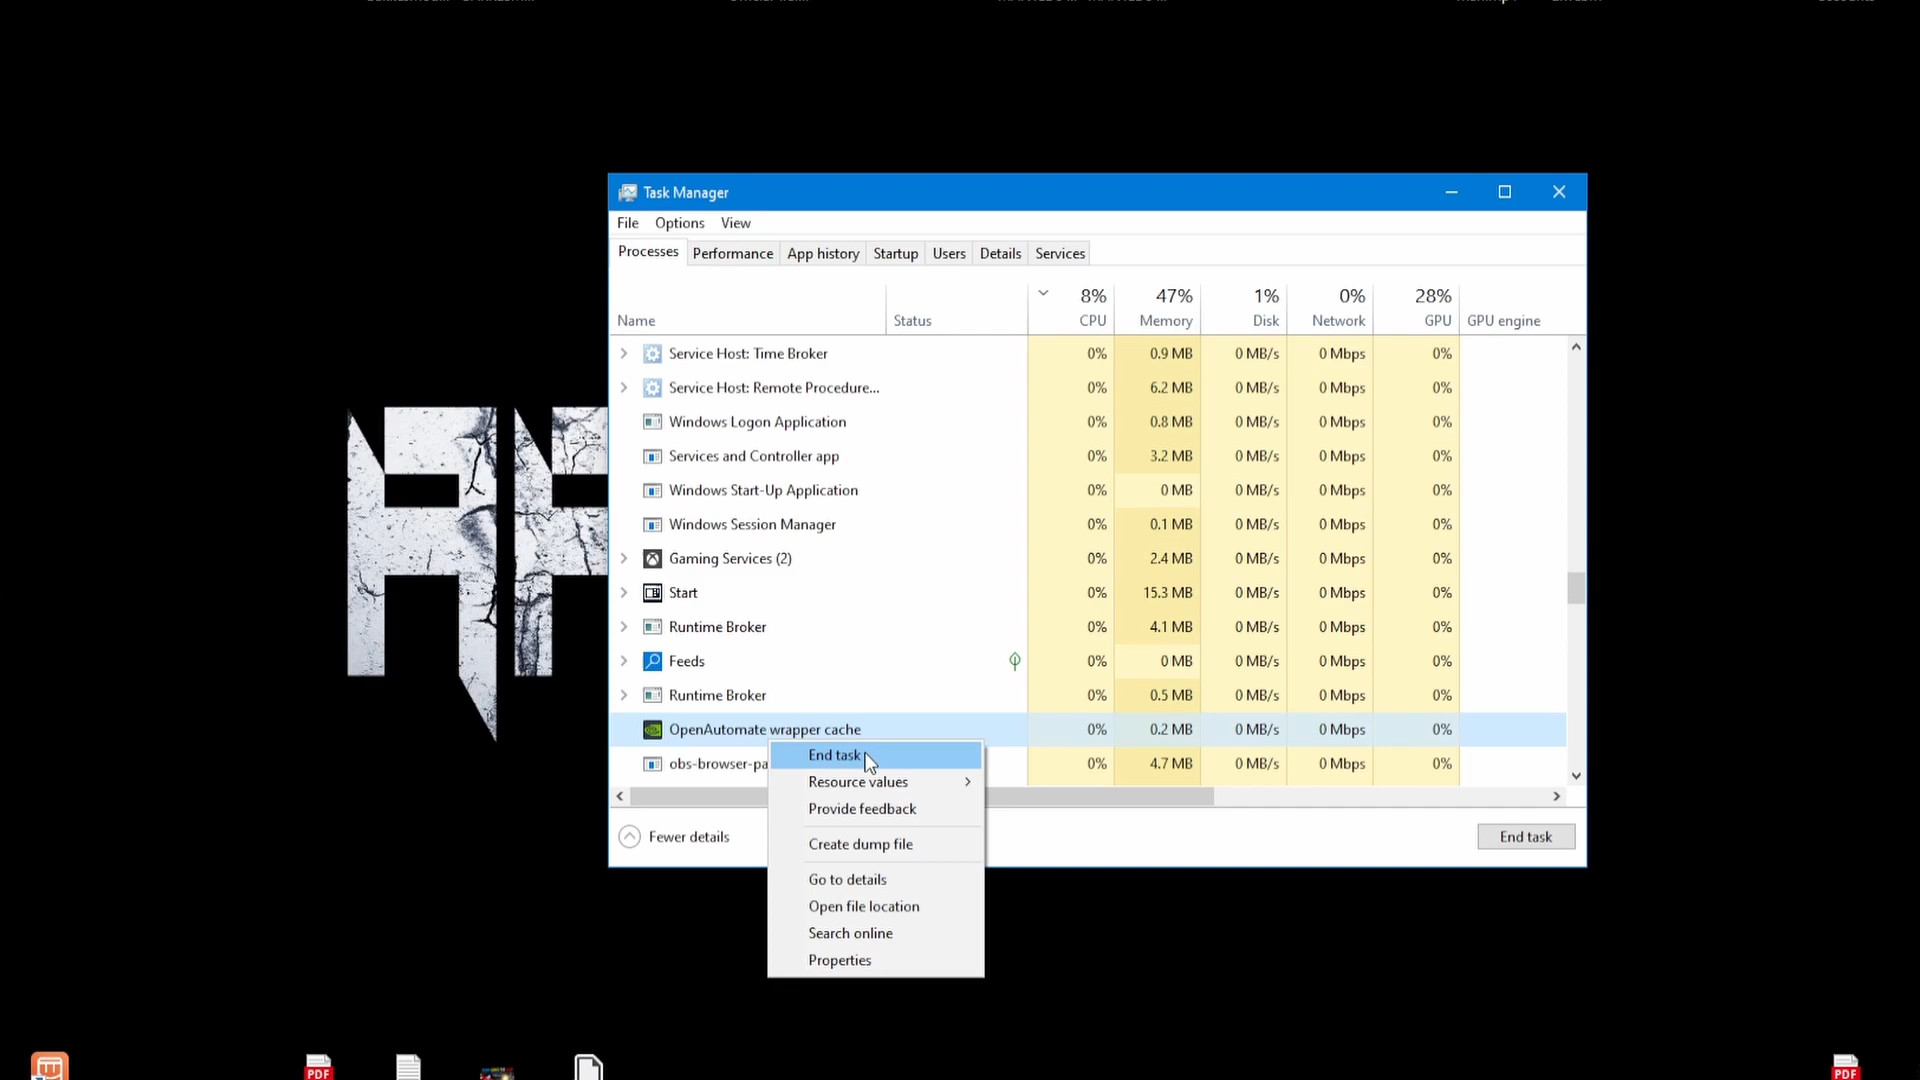 Task Manager
File Options View
Processes Performance App history Startup Users Details Services
8% 47% 1% 0% 28%
Name Status CPU Memory Disk Network GPU GPU engine
Service Host: Time Broker 0% 0.9 MB 0 MB/s 0 Mbps 0%
Service Host: Remote Procedure... 0% 6.2 MB 0 MB/s 0 Mbps 0%
Windows Logon Application 0% 0.8 MB 0 MB/s 0 Mbps 0%
Services and Controller app 0% 3.2 MB 0 MB/s 0 Mbps 0%
Windows Start-Up Application 0% 0 MB 0 MB/s 0 Mbps 0%
Windows Session Manager 0% 0.1 MB 0 MB/s 0 Mbps 0%
Gaming Services (2) 0% 2.4 MB 0 MB/s 0 Mbps 0%
Start 0% 15.3 MB 0 MB/s 0 Mbps 0%
Runtime Broker 0% 4.1 MB 0 MB/s 0 Mbps 0%
Feeds 0% 0 MB 0 MB/s 0 Mbps 0%
Runtime Broker 0% 0.5 MB 0 MB/s 0 Mbps 0%
OpenAutomate wrapper cache 0% 0.2 MB 0 MB/s 0 Mbps 0%
obs-browser-pa 0% 4.7 MB 0 MB/s 0 Mbps 0%
End task
Resource values
Provide feedback
Create dump file
Go to details
Open file location
Search online
Properties
Fewer details
End task
PDF
PDF